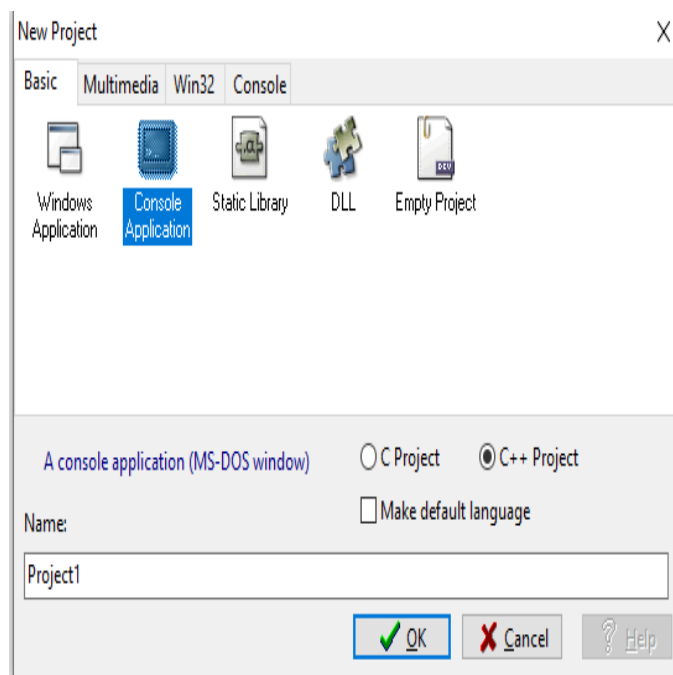 New Project
Basic Multimedia Win32 Console
Windows Application
Console Application
Static Library
DLL
Empty Project
A console application (MS-DOS window)
C Project
C++ Project
Make default language
Name:
Project1
OK
Cancel
Help